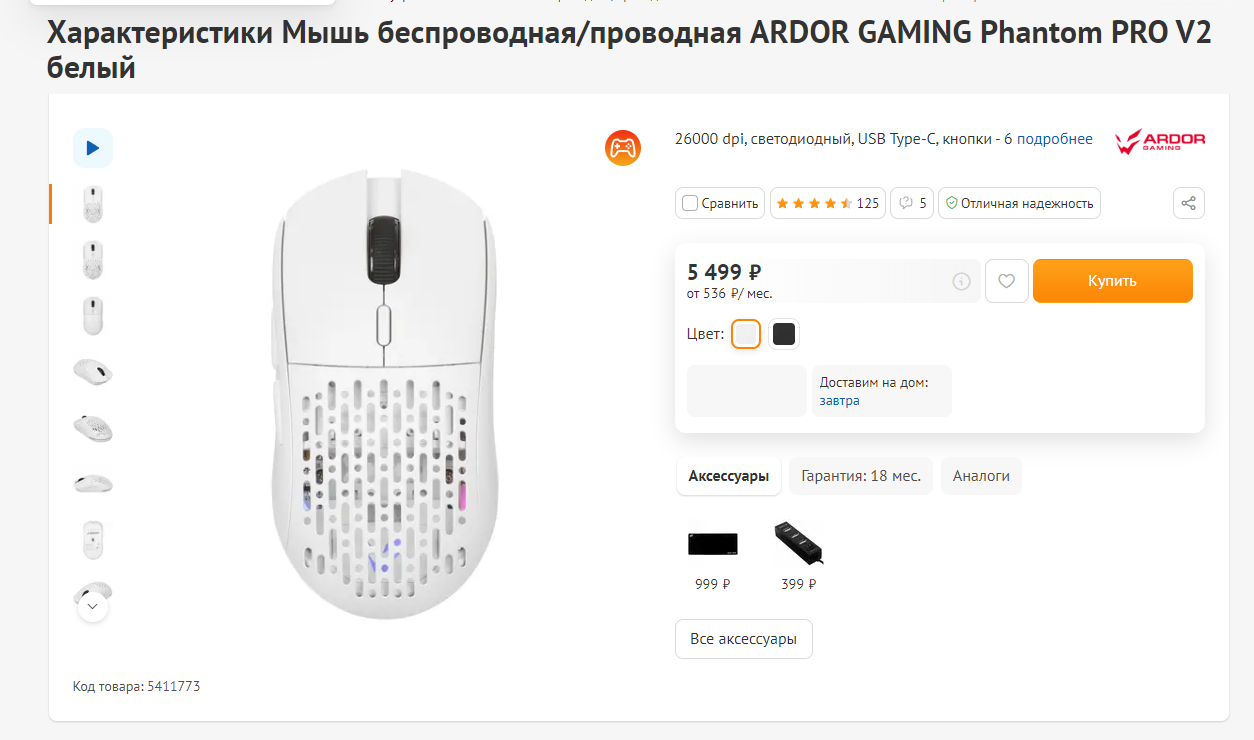 Характеристики Мышь беспроводная/проводная ARDOR GAMING Phantom PRO V2
белый
26000 dpi, светодиодный, USB Type-C, кнопки - 6 подробнее
ARDOR
GAMING
Сравнить
125
5
Отличная надежность
5 499 ₽
от 536 ₽/ мес.
Купить
Цвет:
Доставим на дом:
завтра
Аксессуары
Гарантия: 18 мес.
Аналоги
999 ₽
399 ₽
Все аксессуары
Код товара: 5411773